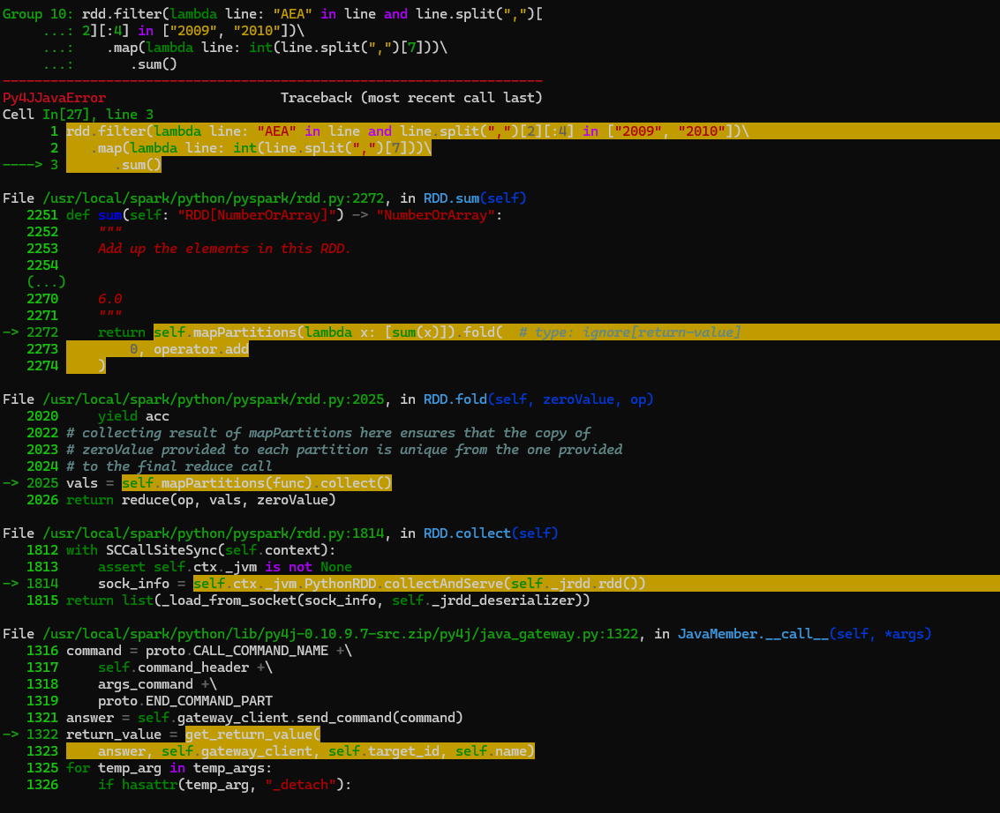 Group 10: rdd.filter(lambda line: "AEA" in line and line.split(",")[
...: 2][:4] in ["2009", "2010"])\
...:    .map(lambda line: int(line.split(",")[7]))\
...:       .sum()
--------------------------------------------------------------------
Py4JJavaError                      Traceback (most recent call last)
Cell In[27], line 3
      1 rdd.filter(lambda line: "AEA" in line and line.split(",")[2][:4] in ["2009", "2010"])\
      2    .map(lambda line: int(line.split(",")[7]))\
----> 3       .sum()
File /usr/local/spark/python/pyspark/rdd.py:2272, in RDD.sum(self)
   2251 def sum(self: "RDD[NumberOrArray]") -> "NumberOrArray":
   2252     """
   2253     Add up the elements in this RDD.
   2254
   (...)
   2270     6.0
   2271     """
-> 2272     return self.mapPartitions(lambda x: [sum(x)]).fold(  # type: ignore[return-value]
   2273         0, operator.add
   2274     )
File /usr/local/spark/python/pyspark/rdd.py:2025, in RDD.fold(self, zeroValue, op)
   2020     yield acc
   2022 # collecting result of mapPartitions here ensures that the copy of
   2023 # zeroValue provided to each partition is unique from the one provided
   2024 # to the final reduce call
-> 2025 vals = self.mapPartitions(func).collect()
   2026 return reduce(op, vals, zeroValue)
File /usr/local/spark/python/pyspark/rdd.py:1814, in RDD.collect(self)
   1812 with SCCallSiteSync(self.context):
   1813     assert self.ctx._jvm is not None
-> 1814     sock_info = self.ctx._jvm.PythonRDD.collectAndServe(self._jrdd.rdd())
   1815 return list(_load_from_socket(sock_info, self._jrdd_deserializer))
File /usr/local/spark/python/lib/py4j-0.10.9.7-src.zip/py4j/java_gateway.py:1322, in JavaMember.__call__(self, *args)
   1316 command = proto.CALL_COMMAND_NAME +\
   1317     self.command_header +\
   1318     args_command +\
   1319     proto.END_COMMAND_PART
   1321 answer = self.gateway_client.send_command(command)
-> 1322 return_value = get_return_value(
   1323     answer, self.gateway_client, self.target_id, self.name)
   1325 for temp_arg in temp_args:
   1326     if hasattr(temp_arg, "_detach"):